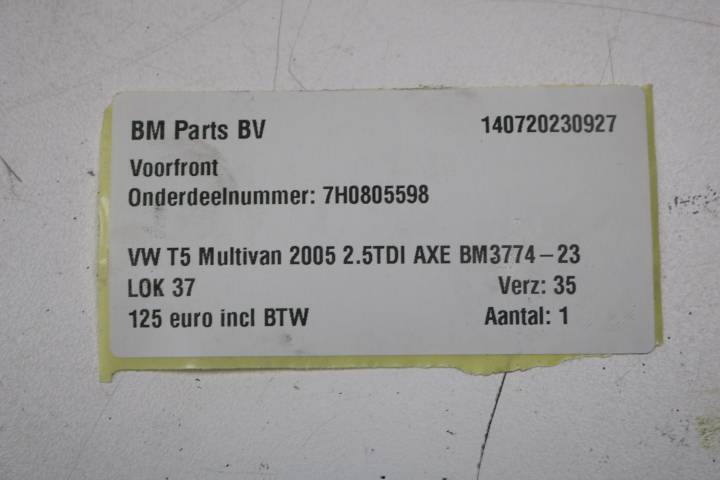 BM Parts BV 140720230927
Voorfront
Onderdeelnummer: 7H0805598
VW T5 Multivan 2005 2.5TDI AXE BM3774-23
LOK 37 Verz: 35
125 euro incl BTW Aantal: 1